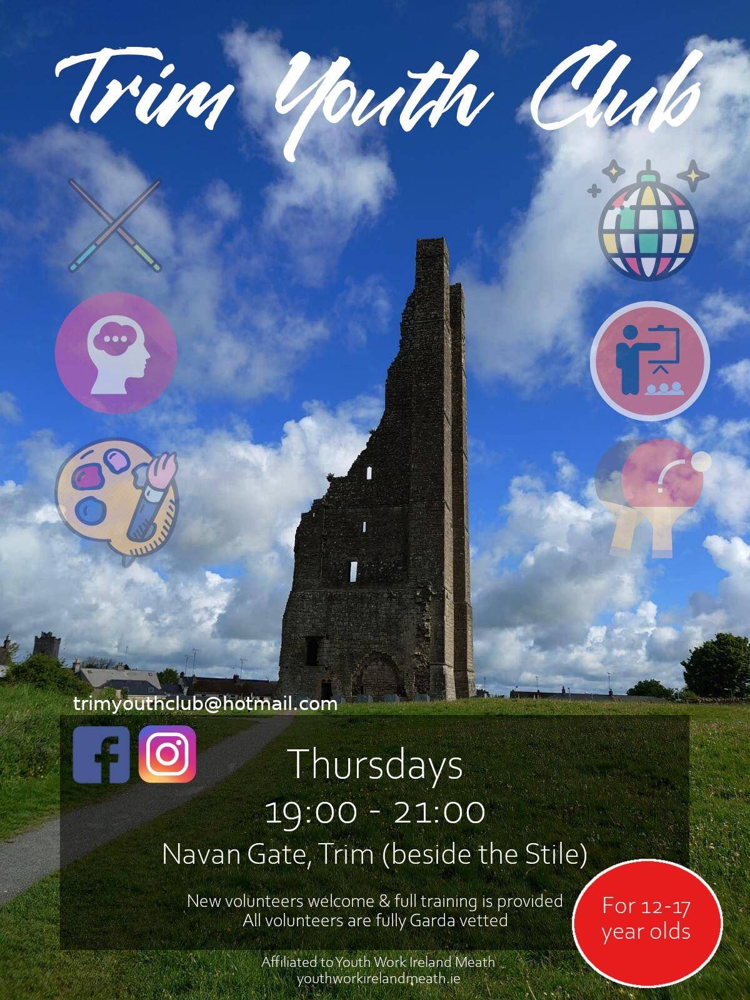 Trim Youth Club
trimyouthclub@hotmail.com
Thursdays
19:00 - 21:00
Navan Gate, Trim (beside the Stile)
New volunteers welcome & full training is provided
All volunteers are fully Garda vetted
For 12-17
year olds
Affiliated to Youth Work Ireland Meath
youthworkirelandmeath.ie